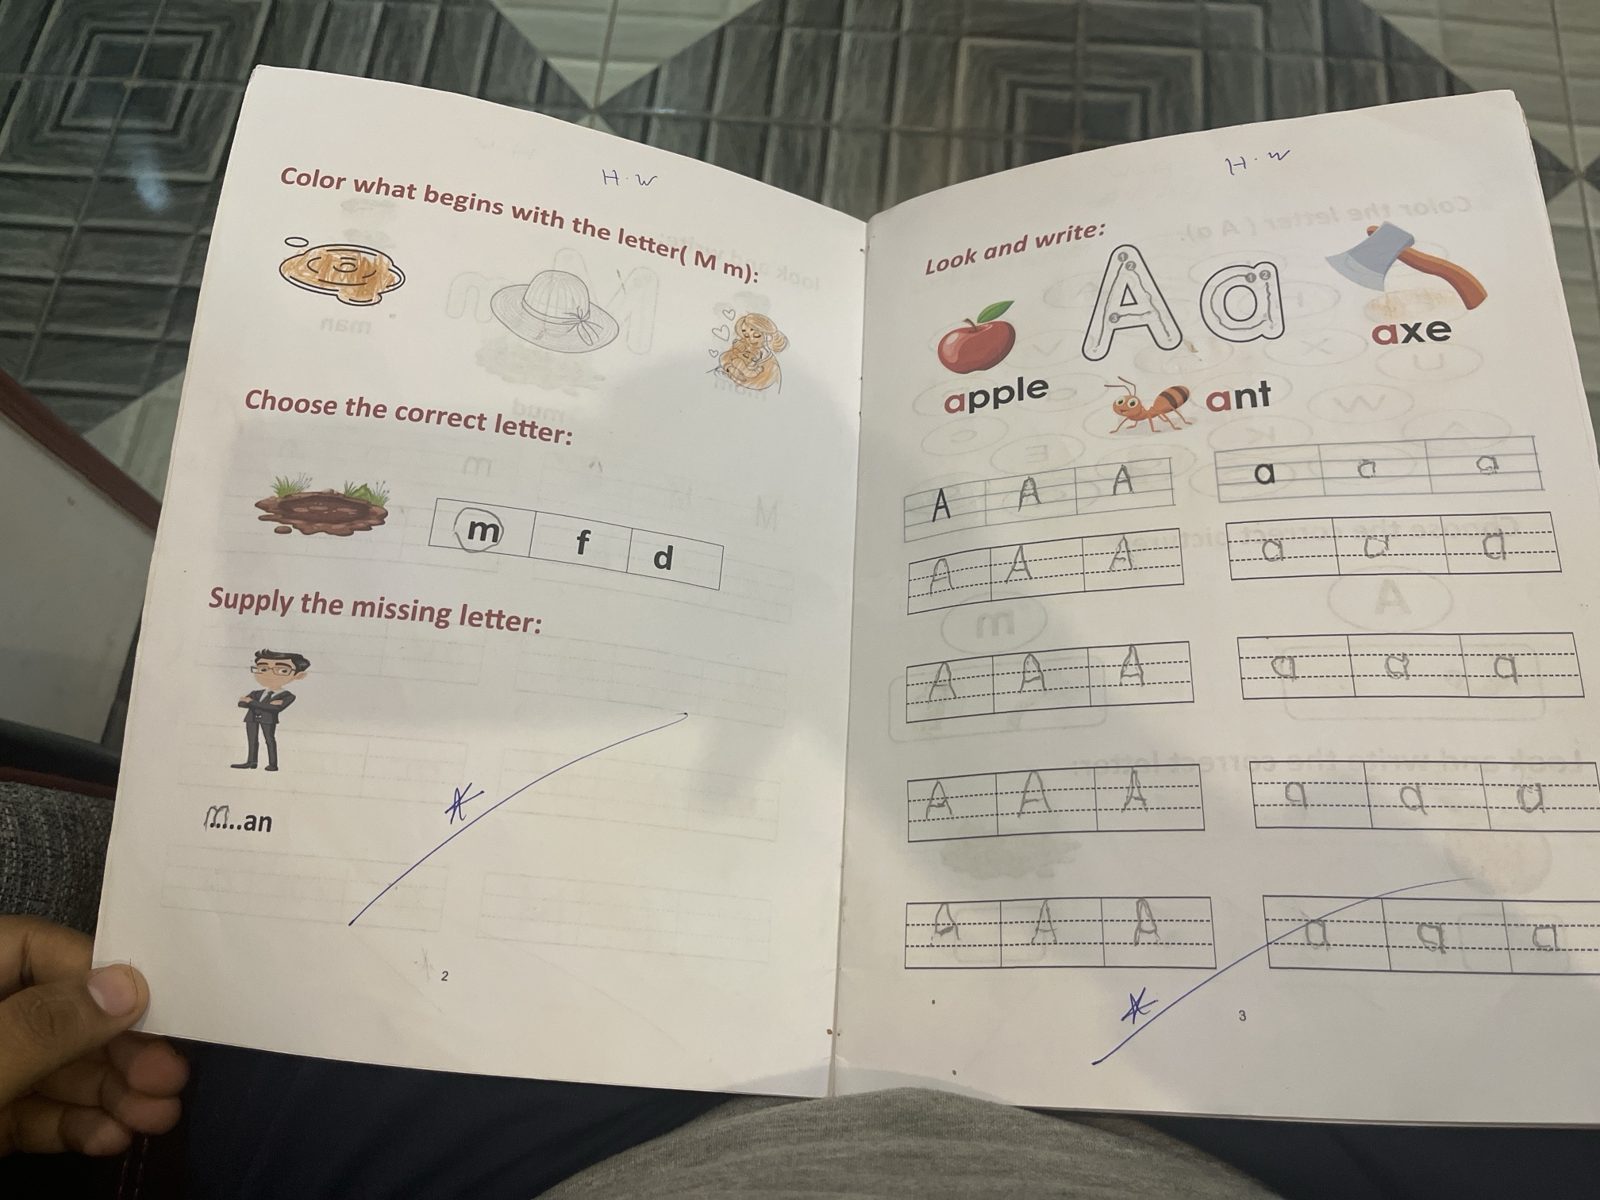 H.W
Color what begins with the letter( M m):
Choose the correct letter:
m f d
Supply the missing letter:
m...an
2
H.W
Look and write:
A a
apple
axe
ant
A A A a a a
A A A a a a
A A A a a a
A A A a a a
A A A a a a
3